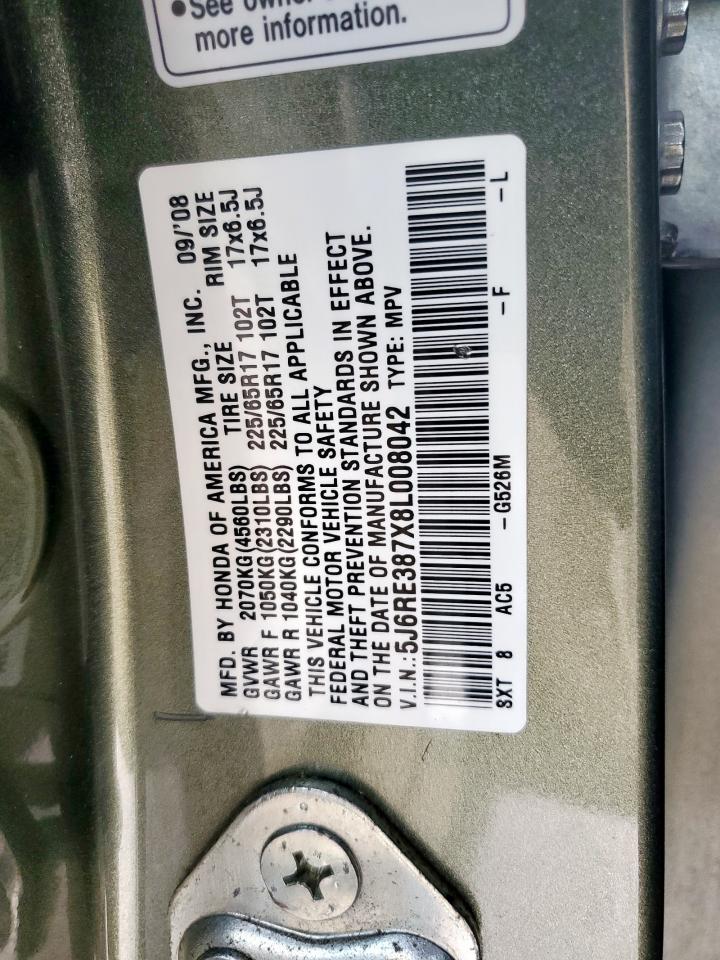 ●See owner
more information.
MFD. BY HONDA OF AMERICA MFG., INC. 09/'08
GVWR 2070KG(4560LBS) TIRE SIZE RIM SIZE
GAWR F 1050KG(2310LBS) 225/65R17 102T 17x6.5J
GAWR R 1040KG(2290LBS) 225/65R17 102T 17x6.5J
THIS VEHICLE CONFORMS TO ALL APPLICABLE
FEDERAL MOTOR VEHICLE SAFETY
AND THEFT PREVENTION STANDARDS IN EFFECT
ON THE DATE OF MANUFACTURE SHOWN ABOVE.
V.I.N.:5J6RE387X8L008042 TYPE: MPV
SXT 8 AC5 -G526M -F -L